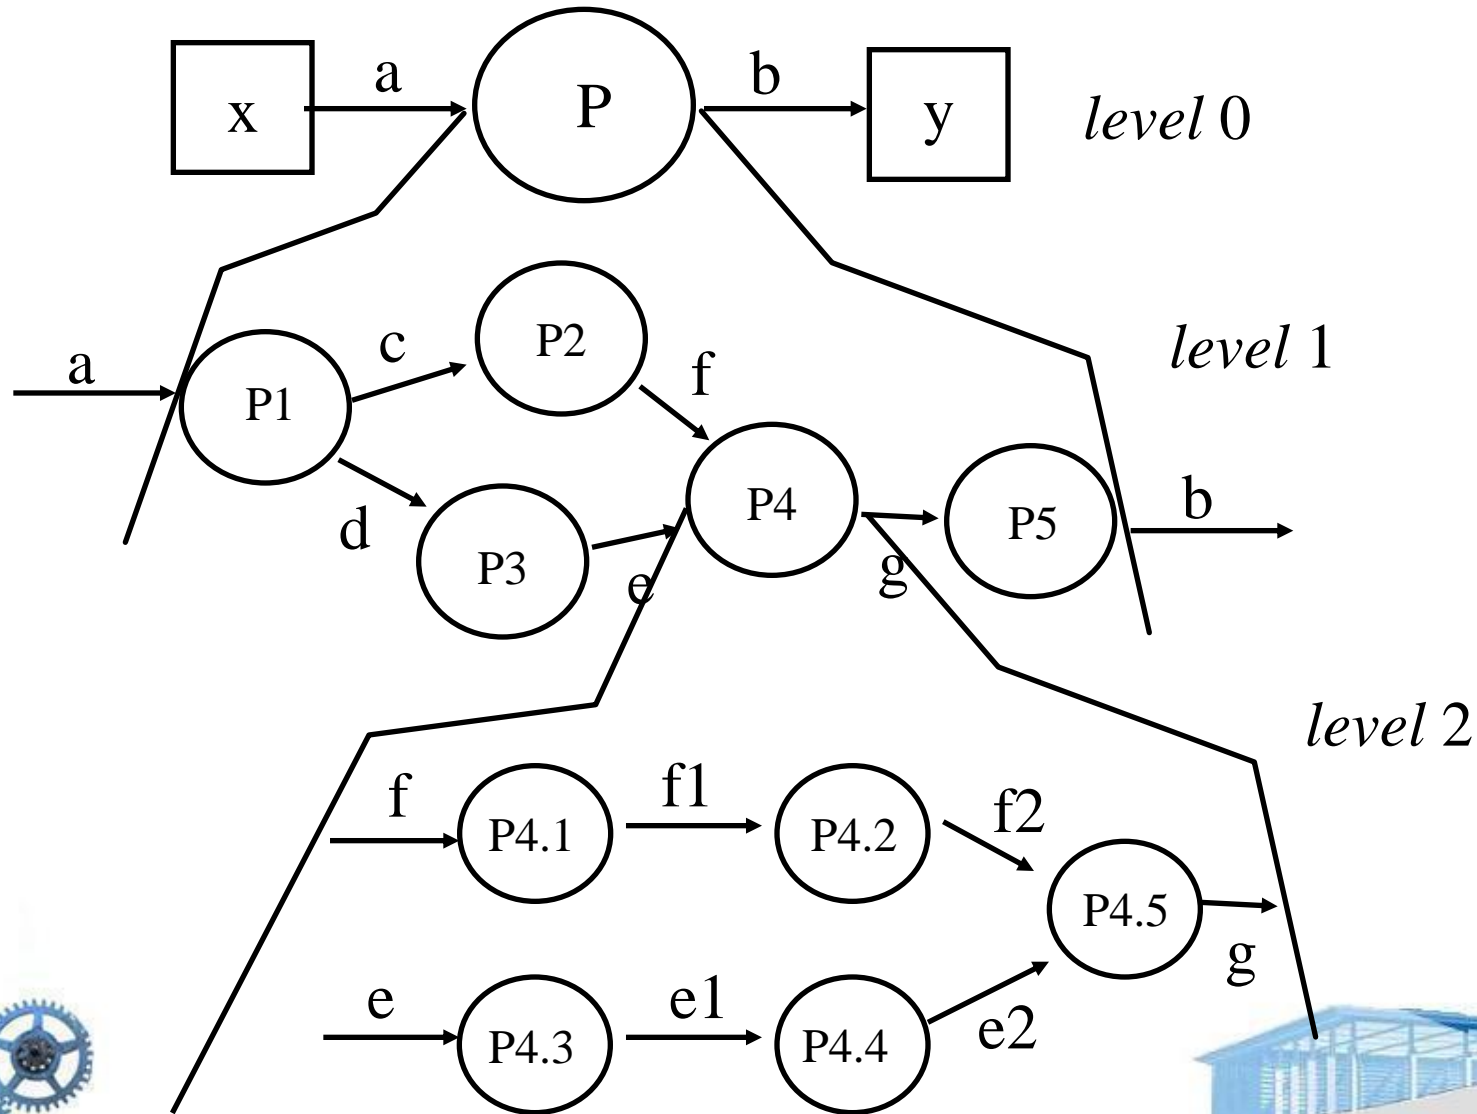 x a P b y level 0
a P1 c P2 f level 1
d P3 e P4 g P5 b
level 2
f P4.1 f1 P4.2 f2
P4.5 g
e P4.3 e1 P4.4 e2